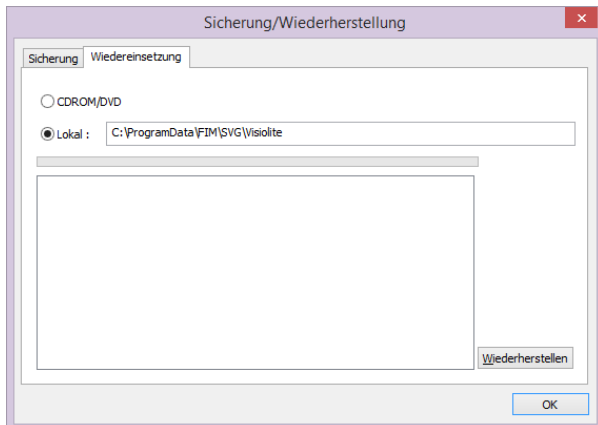 Sicherung/Wiederherstellung
Sicherung Wiedereinsetzung
CDROM/DVD
Lokal : C:\ProgramData\FIM\SVG\Visiolite
Wiederherstellen
OK